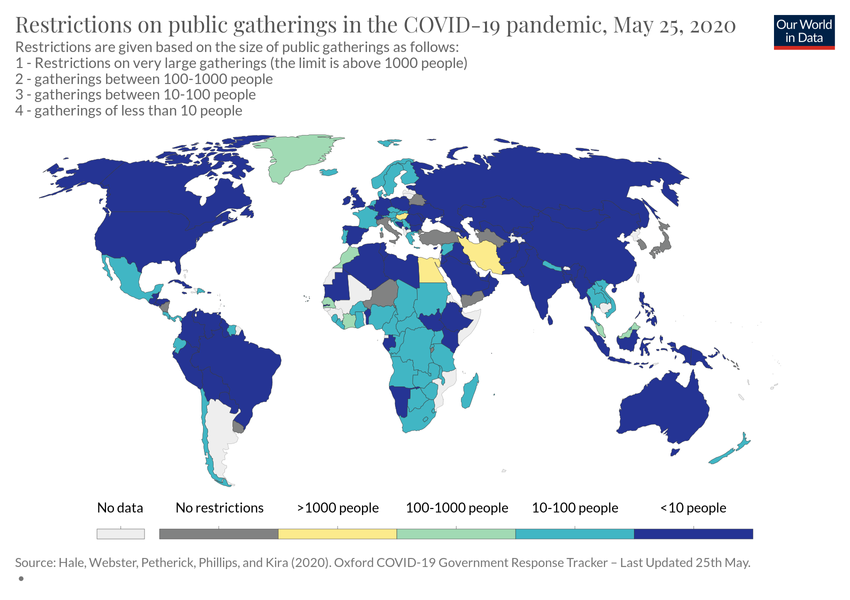 Restrictions on public gatherings in the COVID-19 pandemic, May 25, 2020
Our World
in Data
Restrictions are given based on the size of public gatherings as follows:
1 - Restrictions on very large gatherings (the limit is above 1000 people)
2 - gatherings between 100-1000 people
3 - gatherings between 10-100 people
4 - gatherings of less than 10 people
No data
No restrictions
>1000 people
100-1000 people
10-100 people
<10 people
Source: Hale, Webster, Petherick, Phillips, and Kira (2020). Oxford COVID-19 Government Response Tracker – Last Updated 25th May.